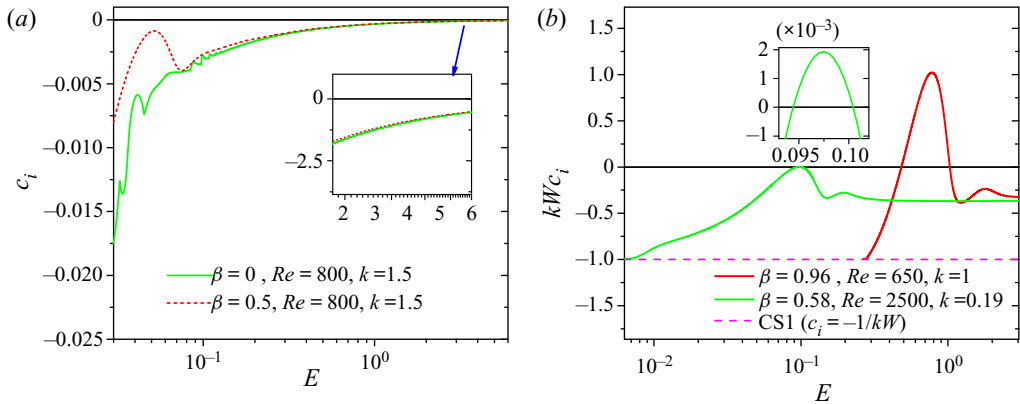 (a)
0
–0.005
–0.010
–0.015
–0.020
–0.025
c_i
0
–2.5
2
3
4
5
6
β = 0 , Re = 800, k =1.5
β = 0.5, Re = 800, k =1.5
10⁻¹
10⁰
E
(b)
(×10⁻³)
2
1
0
–1
0.095
0.10
1.5
1.0
0.5
0
–0.5
–1.0
–1.5
kWc_i
β = 0.96 , Re = 650, k =1
β = 0.58, Re = 2500, k =0.19
CS1 (c_i = –1/kW)
10⁻²
10⁻¹
10⁰
E